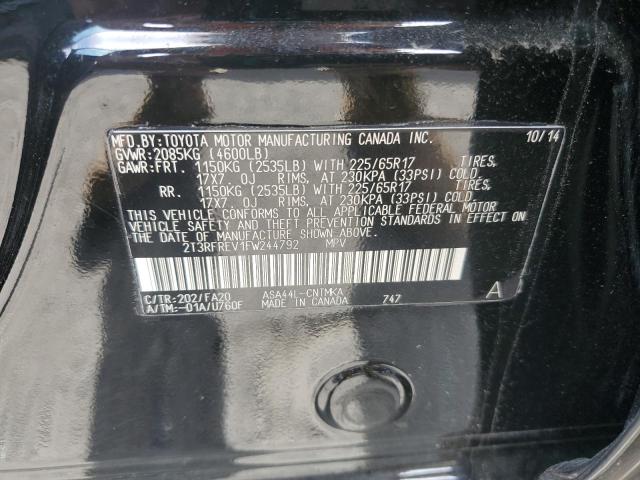 MFD.BY:TOYOTA MOTOR MANUFACTURING CANADA INC. 10/14
GVWR:2085KG (4600LB)
GAWR:FRT. 1150KG (2535LB) WITH 225/65R17 TIRES,
17X7.0J RIMS, AT 230KPA (33PSI) COLD.
RR. 1150KG (2535LB) WITH 225/65R17 TIRES,
17X7.0J RIMS, AT 230KPA (33PSI) COLD.
THIS VEHICLE CONFORMS TO ALL APPLICABLE FEDERAL MOTOR
VEHICLE SAFETY AND THEFT PREVENTION STANDARDS IN EFFECT ON
THE DATE OF MANUFACTURE SHOWN ABOVE.
2T3RFREV1FW244792 MPV
C/TR:202/FA20 ASA44L-CNTMKA A
A/TM:-01A/U760F MADE IN CANADA 747